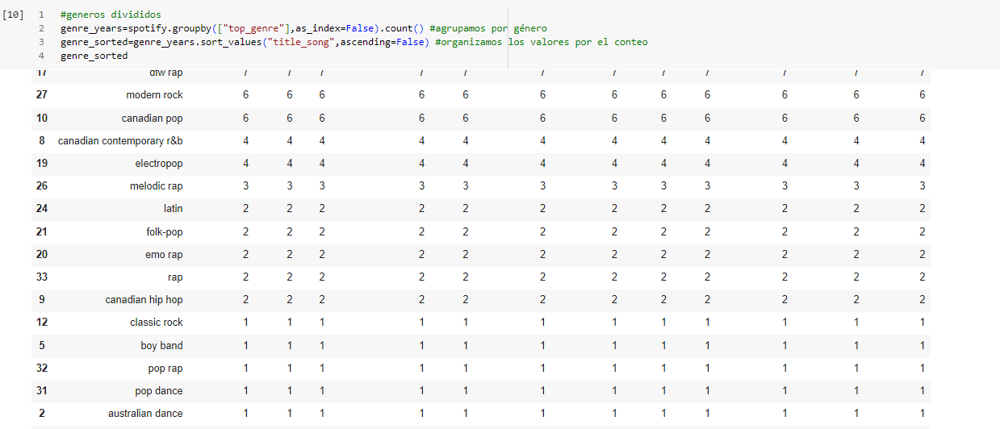 [10] 1 #generos divididos
2 genre_years=spotify.groupby(["top_genre"],as_index=False).count() #agrupamos por género
3 genre_sorted=genre_years.sort_values("title_song",ascending=False) #organizamos los valores por el conteo
4 genre_sorted
17 dfw rap 7 7 7 7 7 7 7 7 7 7 7 7
27 modern rock 6 6 6 6 6 6 6 6 6 6 6 6
10 canadian pop 6 6 6 6 6 6 6 6 6 6 6 6
8 canadian contemporary r&b 4 4 4 4 4 4 4 4 4 4 4 4
19 electropop 4 4 4 4 4 4 4 4 4 4 4 4
26 melodic rap 3 3 3 3 3 3 3 3 3 3 3 3
24 latin 2 2 2 2 2 2 2 2 2 2 2 2
21 folk-pop 2 2 2 2 2 2 2 2 2 2 2 2
20 emo rap 2 2 2 2 2 2 2 2 2 2 2 2
33 rap 2 2 2 2 2 2 2 2 2 2 2 2
9 canadian hip hop 2 2 2 2 2 2 2 2 2 2 2 2
12 classic rock 1 1 1 1 1 1 1 1 1 1 1 1
5 boy band 1 1 1 1 1 1 1 1 1 1 1 1
32 pop rap 1 1 1 1 1 1 1 1 1 1 1 1
31 pop dance 1 1 1 1 1 1 1 1 1 1 1 1
2 australian dance 1 1 1 1 1 1 1 1 1 1 1 1